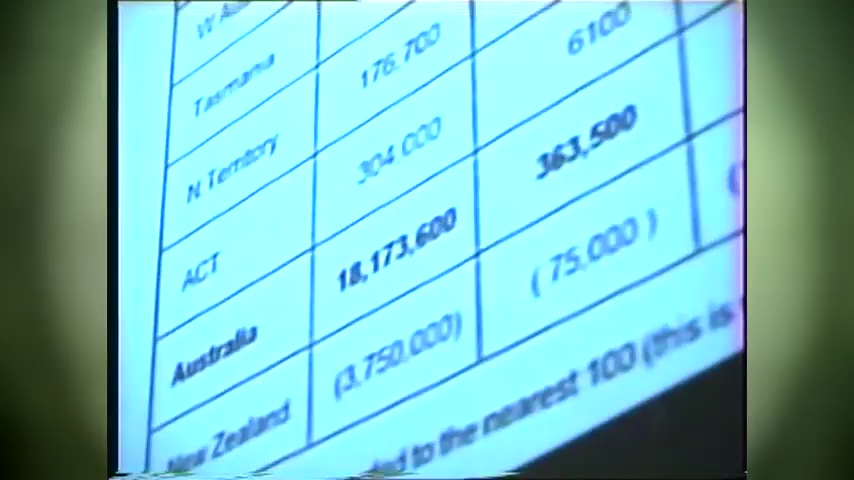 W
Tasmania
N Territory 176,700
ACT 304,000 6100
Australia 18,173,600 363,500
New Zealand (3,750,000) ( 75,000 )
to the nearest 100 (this is